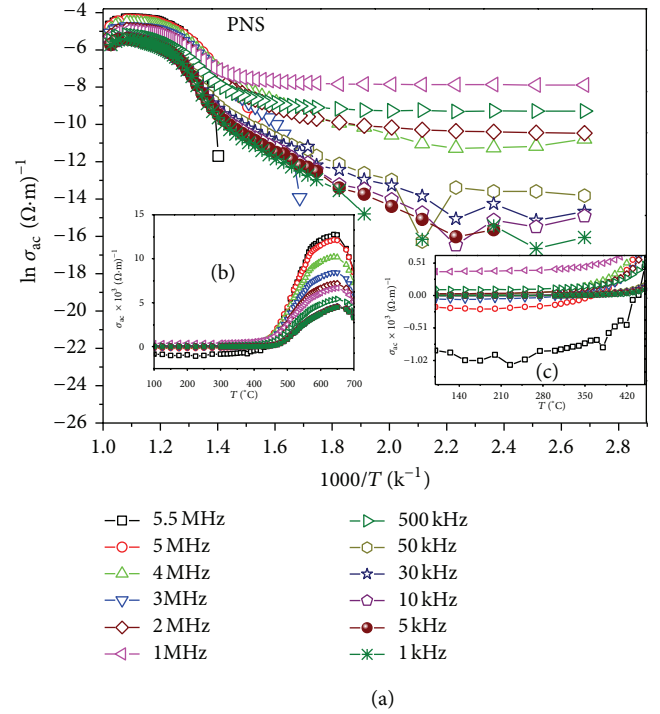 PNS
−4
−6
−8
−10
−12
−14
−16
−18
−20
−22
−24
−26
ln σac (Ω·m)−1
1.0 1.2 1.4 1.6 1.8 2.0 2.2 2.4 2.6 2.8
1000/T (k−1)
(b)
15
10
5
0
σac × 10³ (Ω·m)−1
100 200 300 400 500 600 700
T (°C)
(c)
0.51
0.00
−0.51
−1.02
σac × 10³ (Ω·m)−1
140 210 280 350 420
T (°C)
5.5 MHz
5 MHz
4 MHz
3MHz
2 MHz
1MHz
500 kHz
50 kHz
30 kHz
10 kHz
5 kHz
1 kHz
(a)